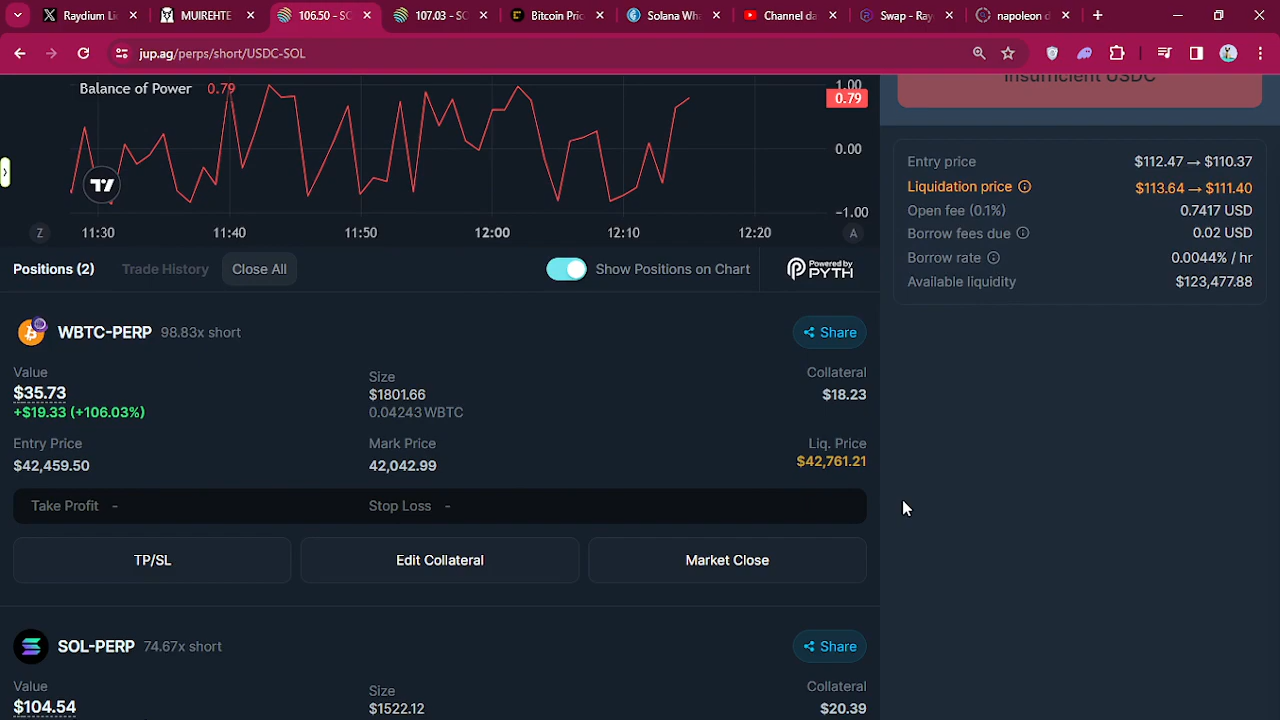 Raydium Li
MUIREHTE
106.50 - SO
107.03 - SO
Bitcoin Pri
Solana Wh
Channel da
Swap - Ray
napoleon d
jup.ag/perps/short/USDC-SOL
Balance of Power 0.79
1.00
0.79
0.00
−1.00
Z 11:30 11:40 11:50 12:00 12:10 12:20 A
Positions (2) Trade History Close All Show Positions on Chart Powered by PYTH
WBTC-PERP 98.83x short Share
Value Size Collateral
$35.73 $1801.66 $18.23
+$19.33 (+106.03%) 0.04243 WBTC
Entry Price Mark Price Liq. Price
$42,459.50 42,042.99 $42,761.21
Take Profit - Stop Loss -
TP/SL Edit Collateral Market Close
SOL-PERP 74.67x short Share
Value Size Collateral
$104.54 $1522.12 $20.39
Insufficient USDC
Entry price $112.47 → $110.37
Liquidation price $113.64 → $111.40
Open fee (0.1%) 0.7417 USD
Borrow fees due 0.02 USD
Borrow rate 0.0044% / hr
Available liquidity $123,477.88